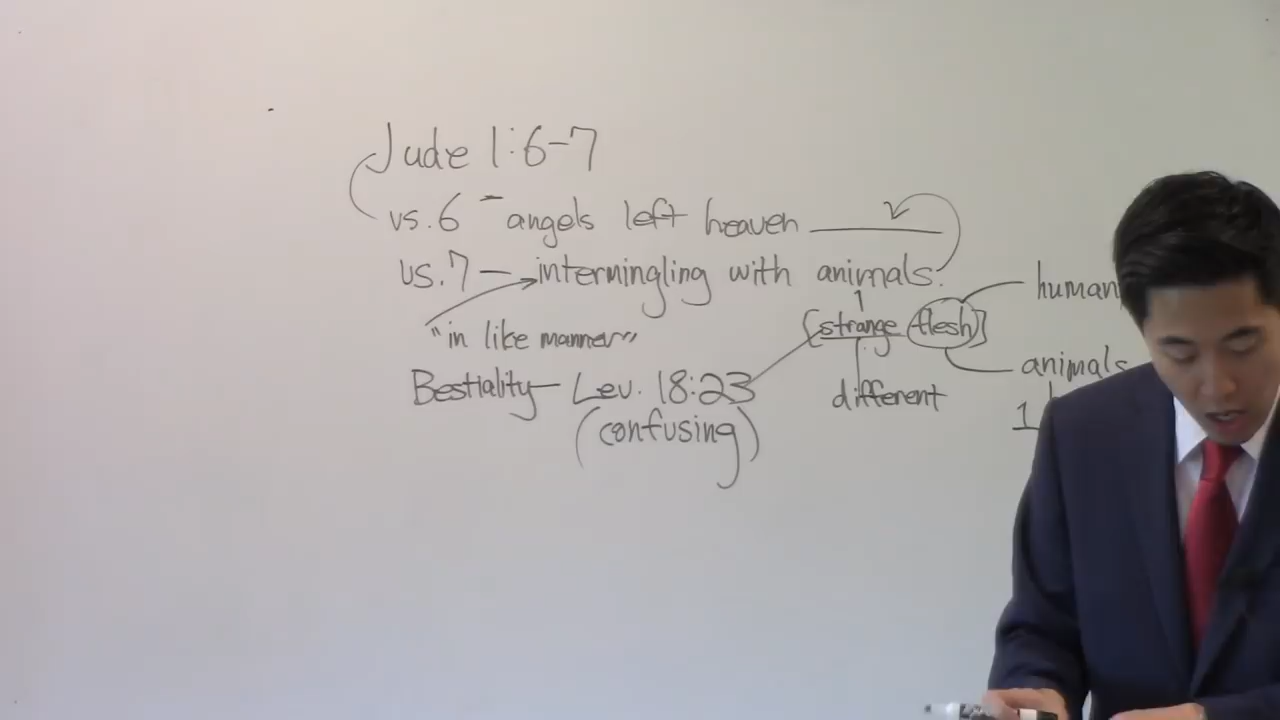 Jude 1:6-7
vs.6 - angels left heaven
vs.7 - intermingling with animals.
human
"in like manner" [strange flesh]
animals
Bestiality - Lev. 18:23 different
(confusing)
1